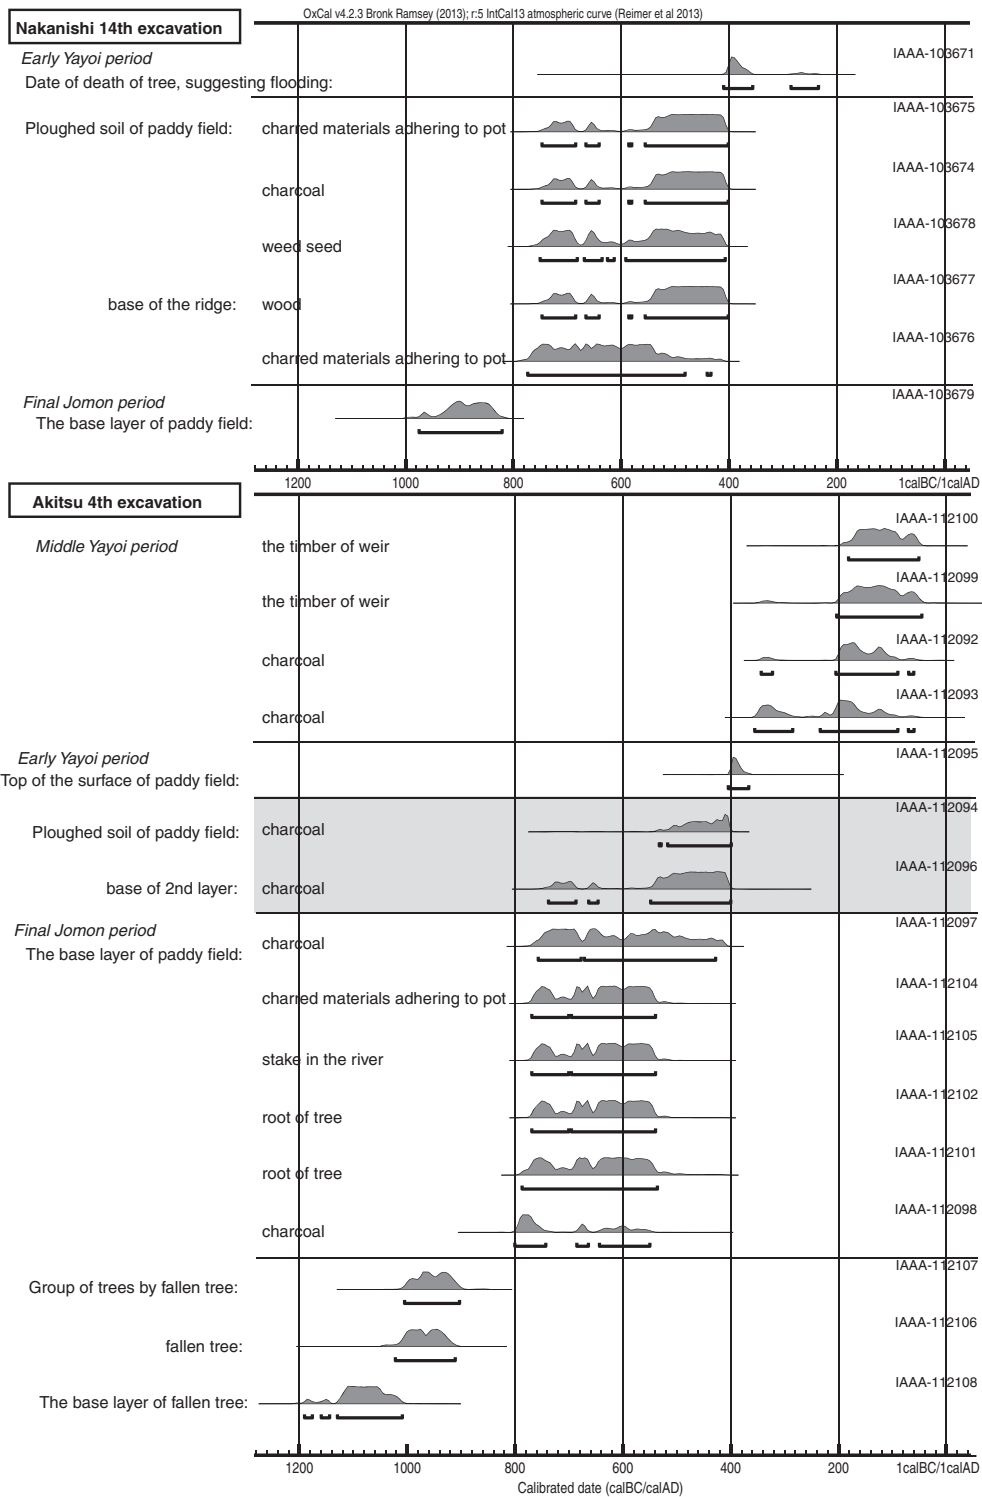 OxCal v4.2.3 Bronk Ramsey (2013); r:5 IntCal13 atmospheric curve (Reimer et al 2013)
Nakanishi 14th excavation
Early Yayoi period
IAAA-103671
Date of death of tree, suggesting flooding:
IAAA-103675
Ploughed soil of paddy field: charred materials adhering to pot
IAAA-103674
charcoal
IAAA-103678
weed seed
IAAA-103677
base of the ridge: wood
IAAA-103676
charred materials adhering to pot
IAAA-103679
Final Jomon period
The base layer of paddy field:
1200 1000 800 600 400 200 1calBC/1calAD
Akitsu 4th excavation
IAAA-112100
Middle Yayoi period the timber of weir
IAAA-112099
the timber of weir
IAAA-112092
charcoal
IAAA-112093
charcoal
Early Yayoi period
IAAA-112095
Top of the surface of paddy field:
IAAA-112094
Ploughed soil of paddy field: charcoal
IAAA-112096
base of 2nd layer: charcoal
IAAA-112097
Final Jomon period
charcoal
The base layer of paddy field:
IAAA-112104
charred materials adhering to pot
IAAA-112105
stake in the river
IAAA-112102
root of tree
IAAA-112101
root of tree
IAAA-112098
charcoal
IAAA-112107
Group of trees by fallen tree:
IAAA-112106
fallen tree:
IAAA-112108
The base layer of fallen tree:
1200 1000 800 600 400 200 1calBC/1calAD
Calibrated date (calBC/calAD)